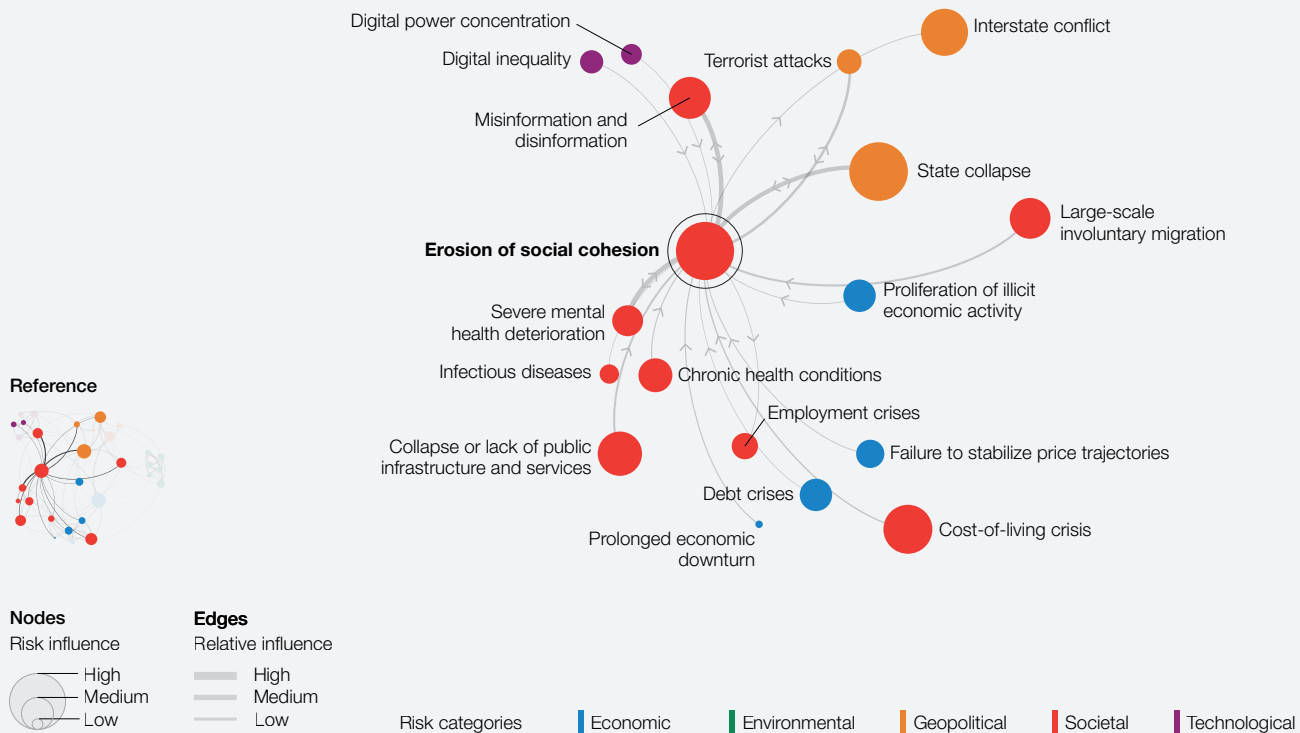 Digital power concentration
Digital inequality
Misinformation and
disinformation
Terrorist attacks
Interstate conflict
State collapse
Large-scale
involuntary migration
Erosion of social cohesion
Proliferation of illicit
economic activity
Severe mental
health deterioration
Infectious diseases
Chronic health conditions
Employment crises
Collapse or lack of public
infrastructure and services
Failure to stabilize price trajectories
Debt crises
Prolonged economic
downturn
Cost-of-living crisis
Reference
Nodes
Risk influence
High
Medium
Low
Edges
Relative influence
High
Medium
Low
Risk categories
Economic
Environmental
Geopolitical
Societal
Technological